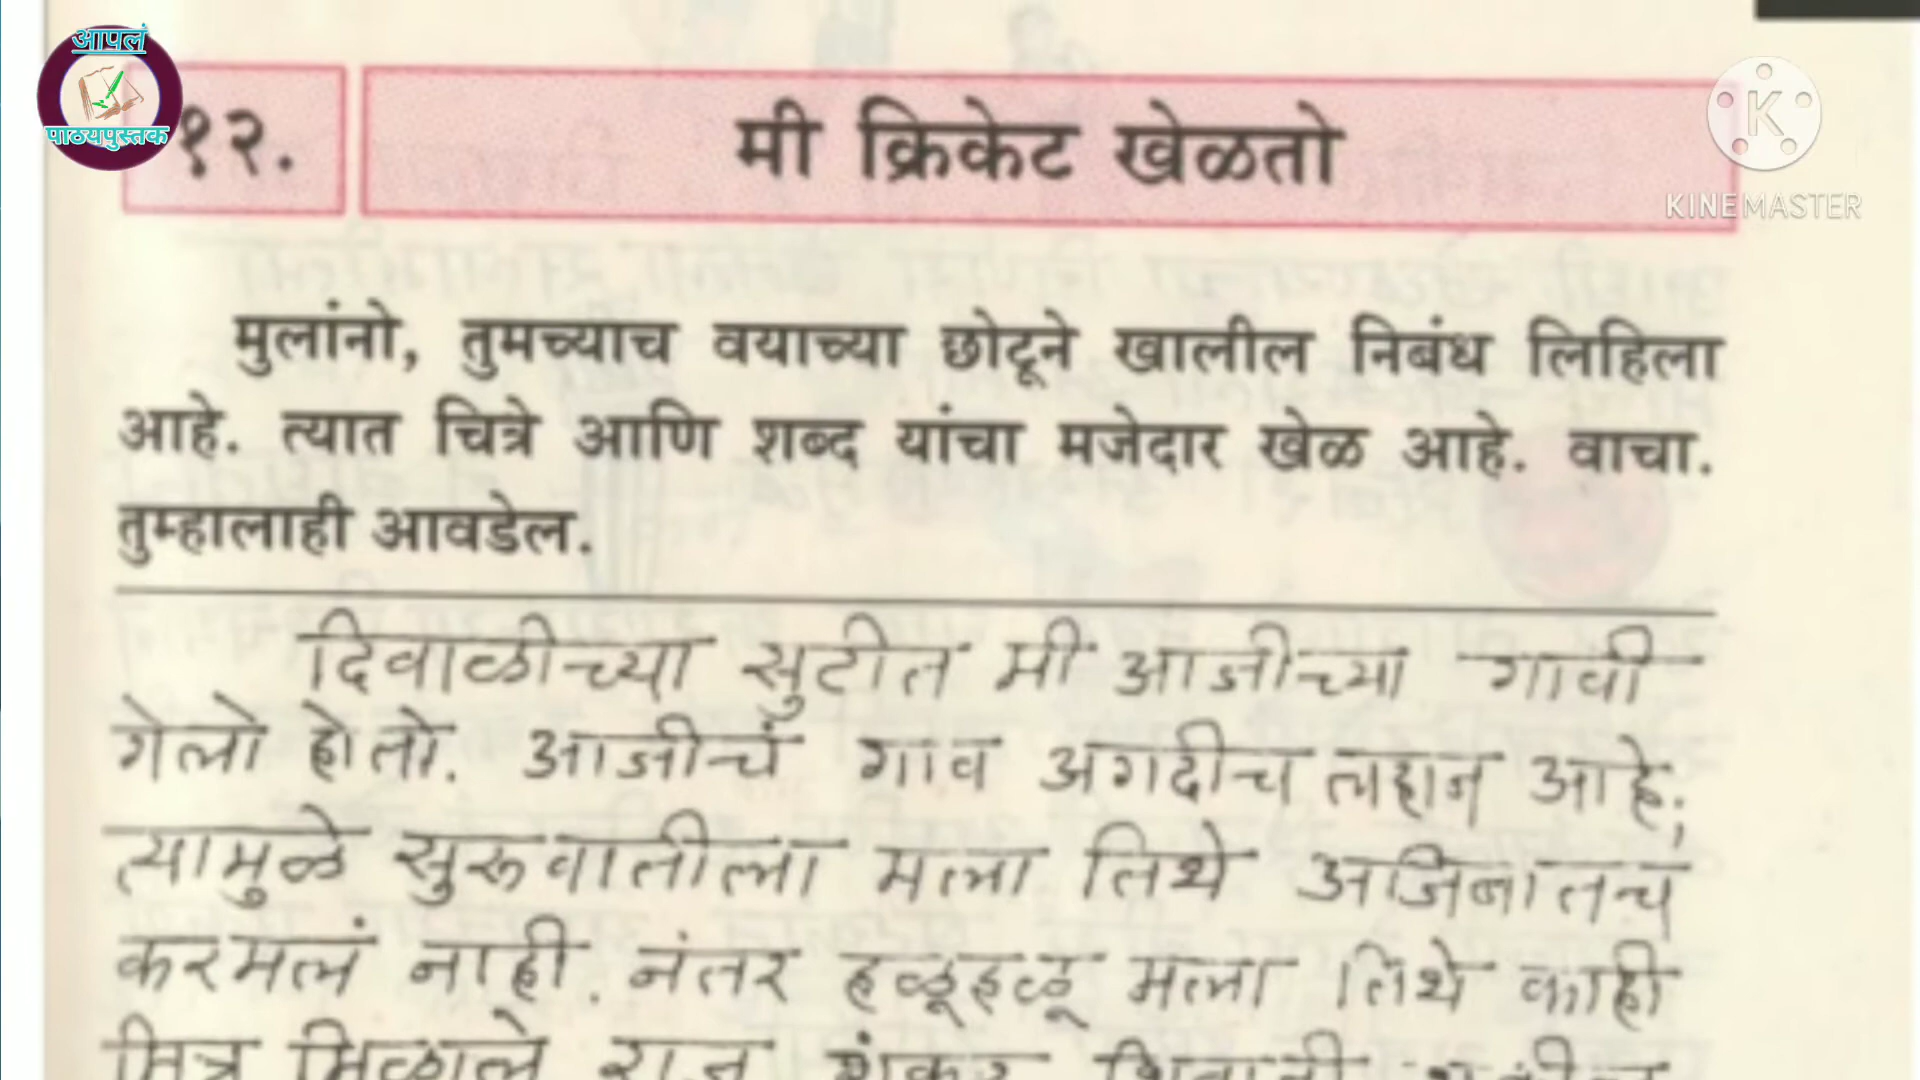 आपलं
पाठ्यपुस्तक
१२.
मी क्रिकेट खेळतो
K
KINEMASTER
मुलांनो, तुमच्याच वयाच्या छोटूने खालील निबंध लिहिला
आहे. त्यात चित्रे आणि शब्द यांचा मजेदार खेळ आहे. वाचा.
तुम्हालाही आवडेल.
दिवाळीच्या सुटीत मी आजीच्या गावी
गेलो होतो. आजीचं गाव अगदीच लहान आहे;
त्यामुळे सुरुवातीला मला तिथे अजिबातच
करमलं नाही. नंतर हळूहळू मला तिथे काही
मित्र मिळाले